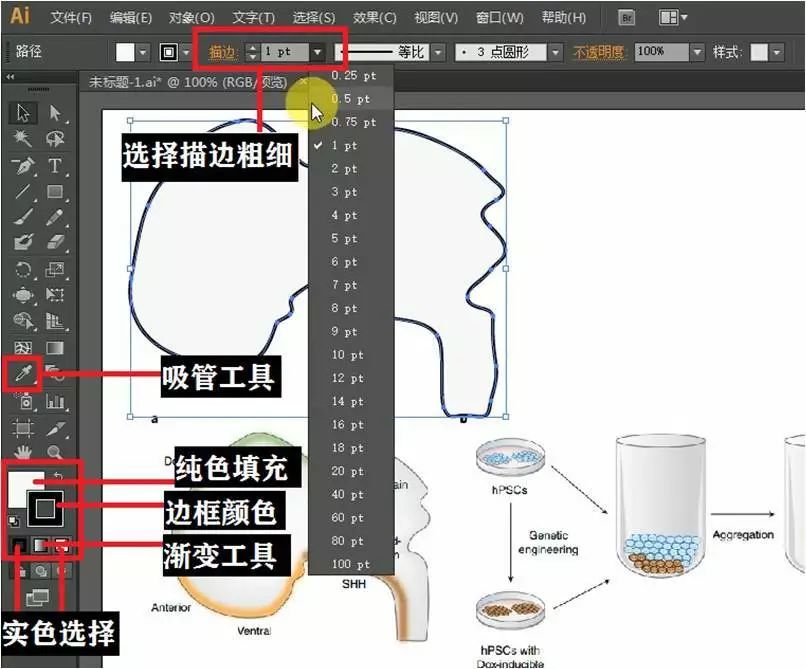 Ai 文件(F) 编辑(E) 对象(O) 文字(T) 选择(S) 效果(C) 视图(V) 窗口(W) 帮助(H) Br
路径 描边: 1 pt 等比 3 点圆形 不透明度: 100% 样式:
未标题-1.ai* @ 100% (RGB/预览) ×
0.25 pt
0.5 pt
0.75 pt
1 pt
2 pt
3 pt
4 pt
5 pt
6 pt
7 pt
8 pt
9 pt
10 pt
12 pt
14 pt
16 pt
18 pt
20 pt
40 pt
60 pt
80 pt
100 pt
选择描边粗细
吸管工具
纯色填充
边框颜色
渐变工具
实色选择
a
Anterior
Ventral
SHH
hPSCs
Genetic
engineering
Aggregation
hPSCs with
Dox-inducible